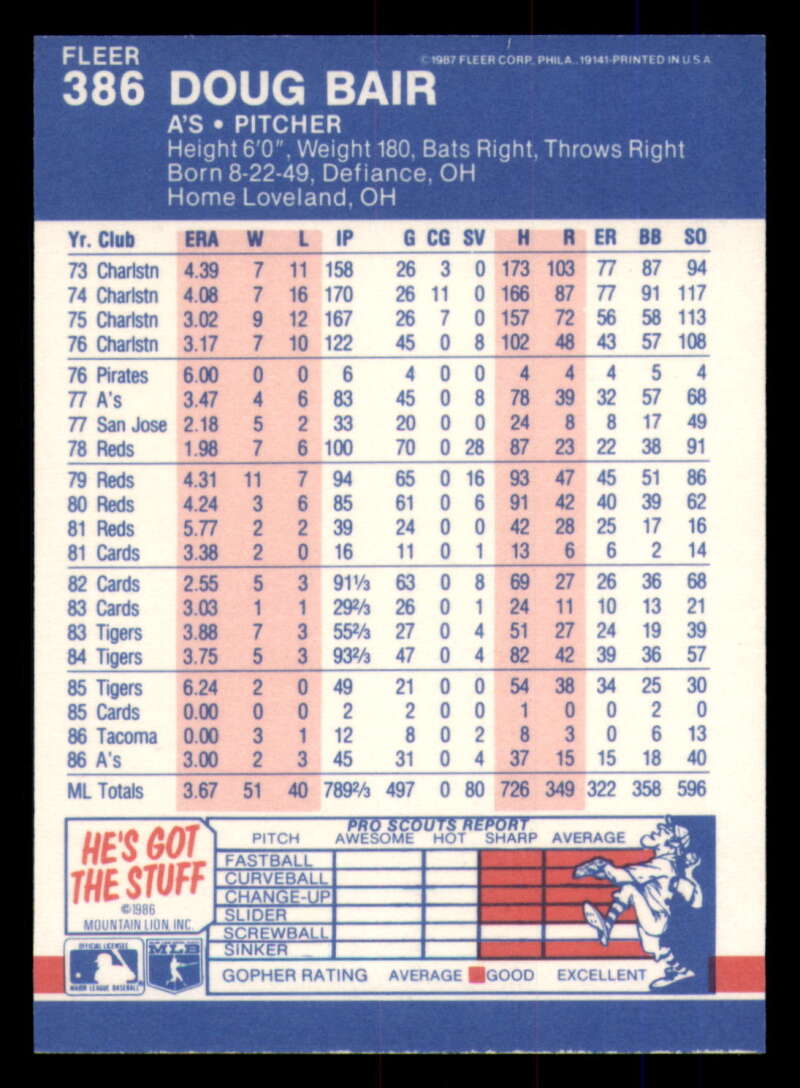 FLEER
©1987 FLEER CORP., PHILA., 19141-PRINTED IN U.S.A.
386 DOUG BAIR
A'S • PITCHER
Height 6'0", Weight 180, Bats Right, Throws Right
Born 8-22-49, Defiance, OH
Home Loveland, OH
Yr. Club ERA W L IP G CG SV H R ER BB SO
73 Charlstn 4.39 7 11 158 26 3 0 173 103 77 87 94
74 Charlstn 4.08 7 16 170 26 11 0 166 87 77 91 117
75 Charlstn 3.02 9 12 167 26 7 0 157 72 56 58 113
76 Charlstn 3.17 7 10 122 45 0 8 102 48 43 57 108
76 Pirates 6.00 0 0 6 4 0 0 4 4 4 5 4
77 A's 3.47 4 6 83 45 0 8 78 39 32 57 68
77 San Jose 2.18 5 2 33 20 0 0 24 8 8 17 49
78 Reds 1.98 7 6 100 70 0 28 87 23 22 38 91
79 Reds 4.31 11 7 94 65 0 16 93 47 45 51 86
80 Reds 4.24 3 6 85 61 0 6 91 42 40 39 62
81 Reds 5.77 2 2 39 24 0 0 42 28 25 17 16
81 Cards 3.38 2 0 16 11 0 1 13 6 6 2 14
82 Cards 2.55 5 3 91⅓ 63 0 8 69 27 26 36 68
83 Cards 3.03 1 1 29⅔ 26 0 1 24 11 10 13 21
83 Tigers 3.88 7 3 55⅔ 27 0 4 51 27 24 19 39
84 Tigers 3.75 5 3 93⅔ 47 0 4 82 42 39 36 57
85 Tigers 6.24 2 0 49 21 0 0 54 38 34 25 30
85 Cards 0.00 0 0 2 2 0 0 1 0 0 2 0
86 Tacoma 0.00 3 1 12 8 0 2 8 3 0 6 13
86 A's 3.00 2 3 45 31 0 4 37 15 15 18 40
ML Totals 3.67 51 40 789⅔ 497 0 80 726 349 322 358 596
HE'S GOT
THE STUFF
©1986
MOUNTAIN LION INC.
PRO SCOUTS REPORT
PITCH AWESOME HOT SHARP AVERAGE
FASTBALL
CURVEBALL
CHANGE-UP
SLIDER
SCREWBALL
SINKER
GOPHER RATING AVERAGE GOOD EXCELLENT
OFFICIAL LICENSEE
MAJOR LEAGUE BASEBALL
MLB